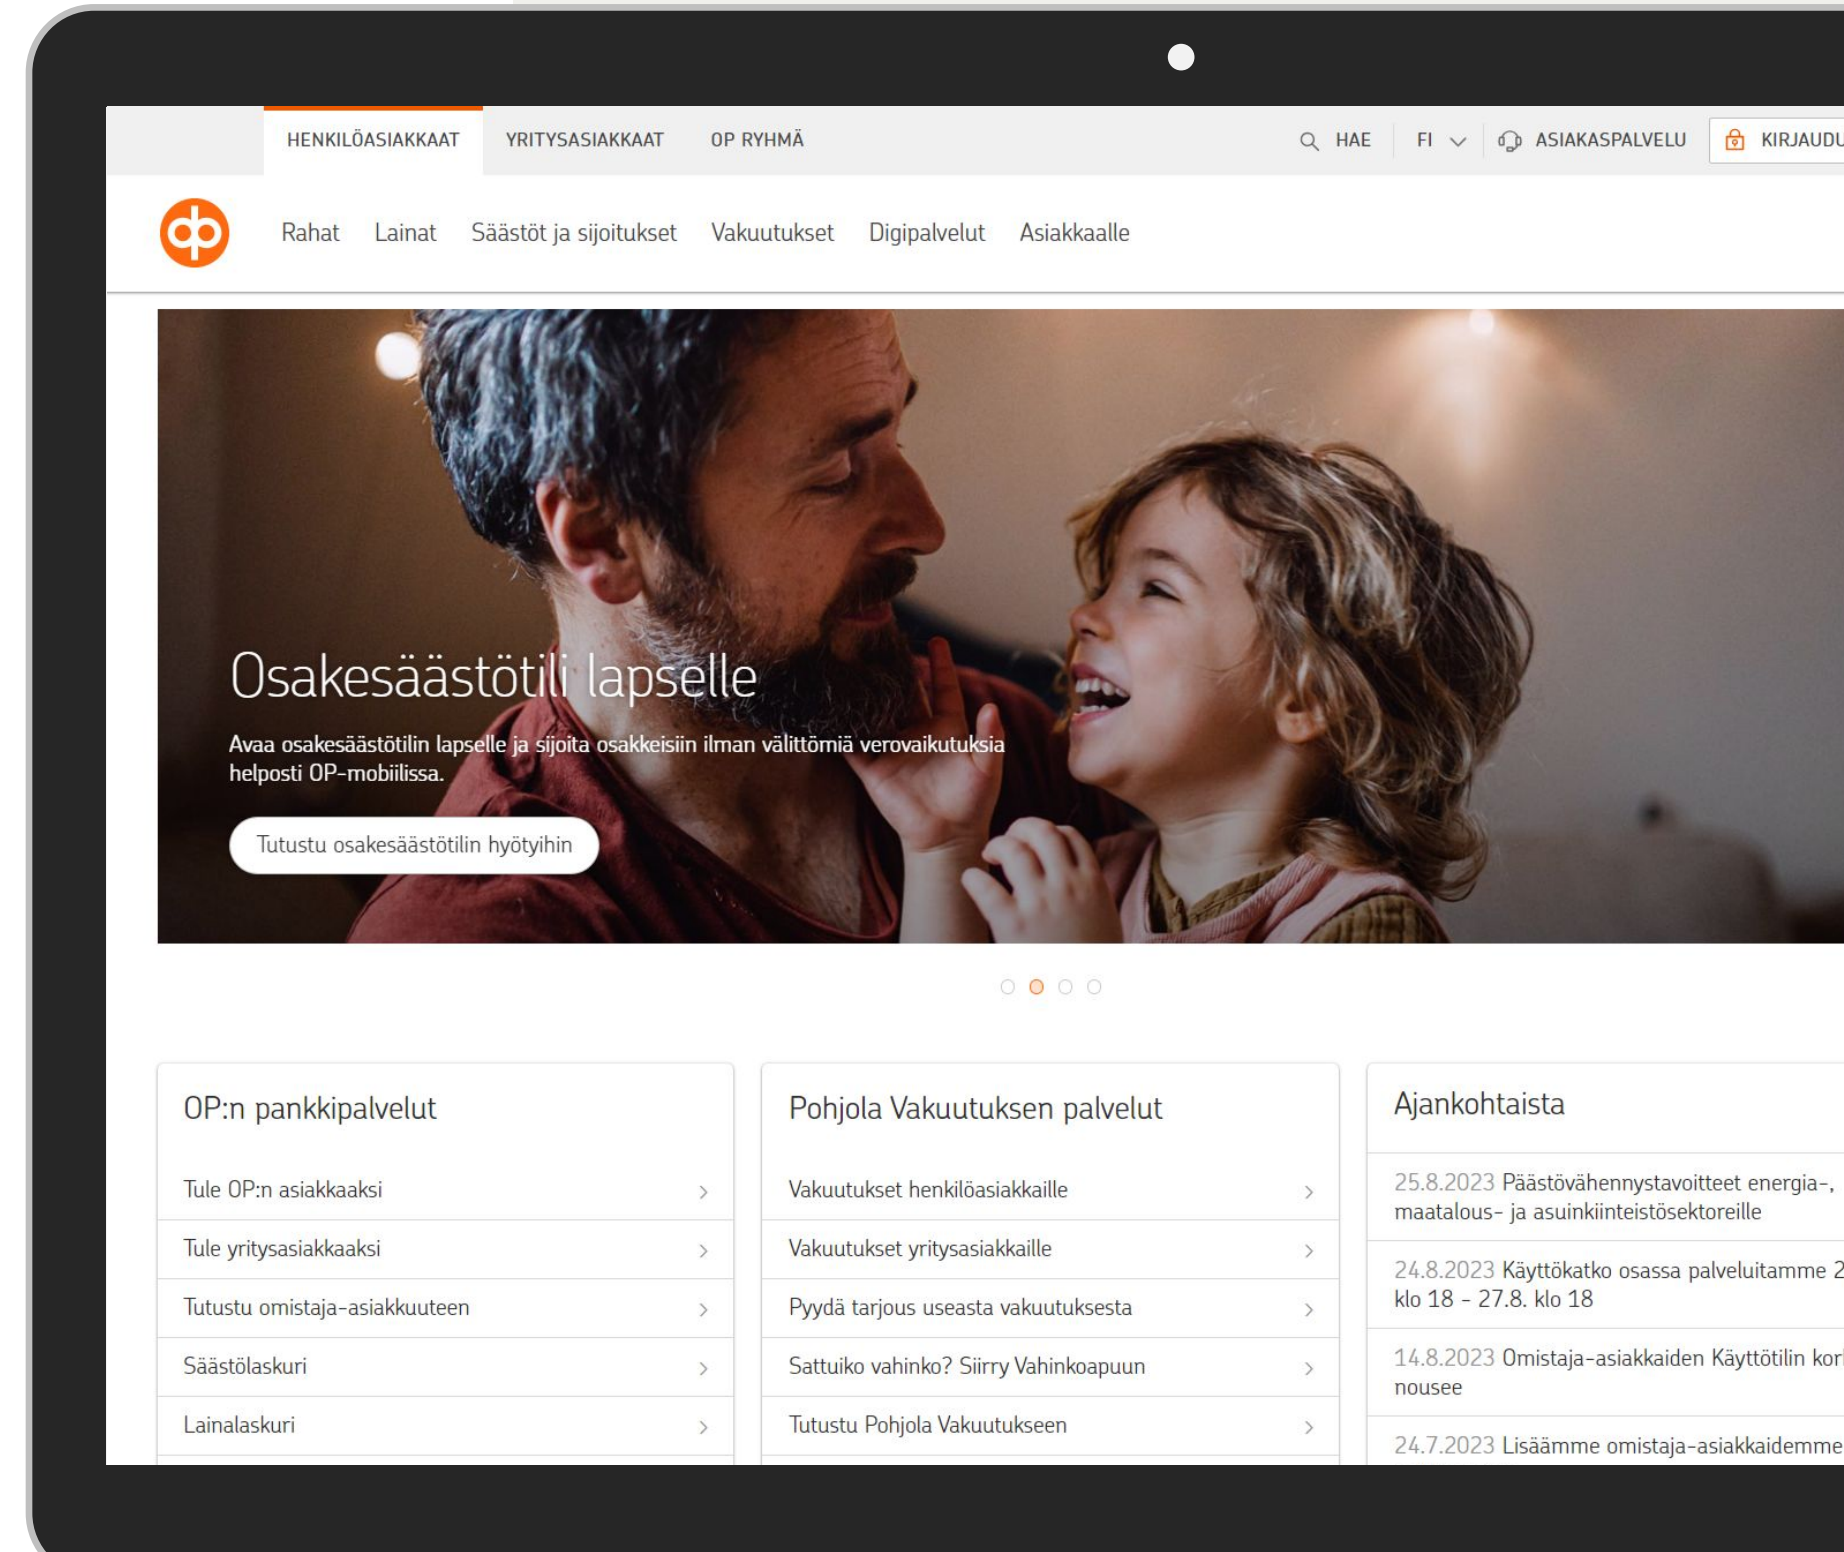 HENKILÖASIAKKAAT YRITYSASIAKKAAT OP RYHMÄ HAE FI ASIAKASPALVELU KIRJAUDU
op Rahat Lainat Säästöt ja sijoitukset Vakuutukset Digipalvelut Asiakkaalle
Osakesäästötili lapselle
Avaa osakesäästötilin lapselle ja sijoita osakkeisiin ilman välittömiä verovaikutuksia
helposti OP-mobiilissa.
Tutustu osakesäästötilin hyötyihin
OP:n pankkipalvelut
Tule OP:n asiakkaaksi
Tule yritysasiakkaaksi
Tutustu omistaja-asiakkuuteen
Säästölaskuri
Lainalaskuri
Pohjola Vakuutuksen palvelut
Vakuutukset henkilöasiakkaille
Vakuutukset yritysasiakkaille
Pyydä tarjous useasta vakuutuksesta
Sattuiko vahinko? Siirry Vahinkoapuun
Tutustu Pohjola Vakuutukseen
Ajankohtaista
25.8.2023 Päästövähennystavoitteet energia-,
maatalous- ja asuinkiinteistösektoreille
24.8.2023 Käyttökatko osassa palveluitamme 2
klo 18 - 27.8. klo 18
14.8.2023 Omistaja-asiakkaiden Käyttötilin
nousee
24.7.2023 Lisäämme omistaja-asiakkaidemme